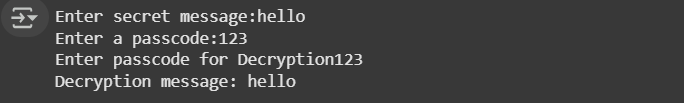 Enter secret message:hello
Enter a passcode:123
Enter passcode for Decryption123
Decryption message: hello